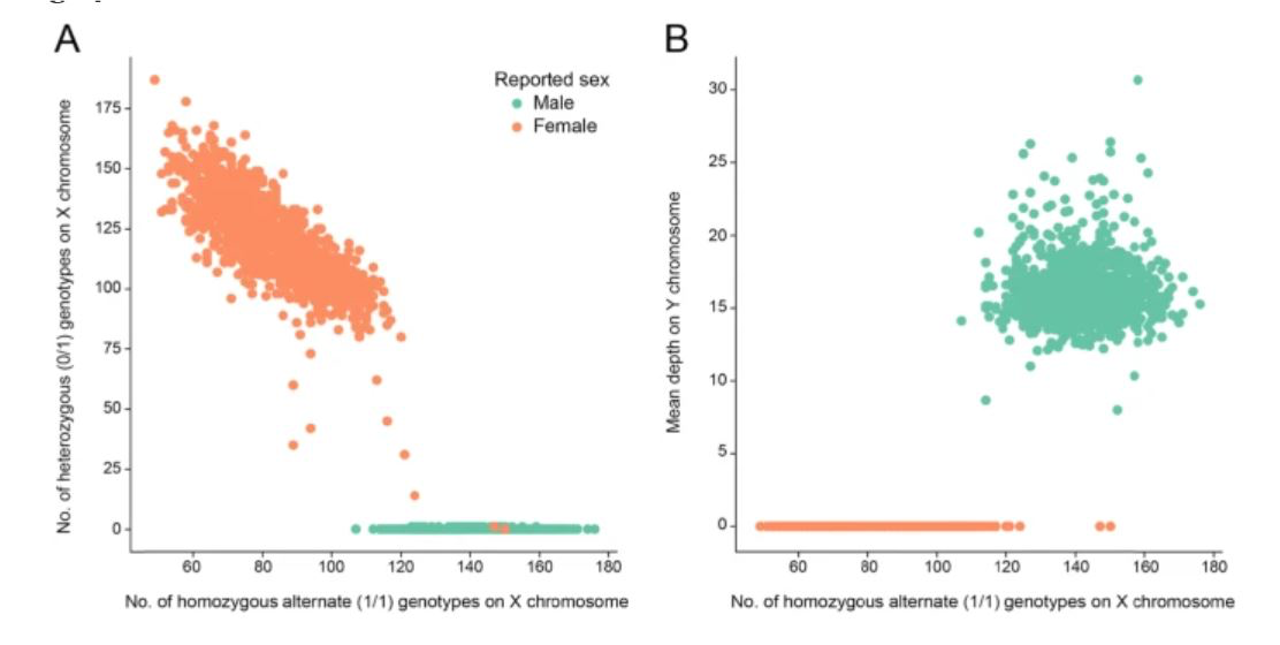 A
B
Reported sex
Male
Female
No. of heterozygous (0/1) genotypes on X chromosome
175
150
125
100
75
50
25
0
60 80 100 120 140 160 180
No. of homozygous alternate (1/1) genotypes on X chromosome
Mean depth on Y chromosome
30
25
20
15
10
5
0
60 80 100 120 140 160 180
No. of homozygous alternate (1/1) genotypes on X chromosome